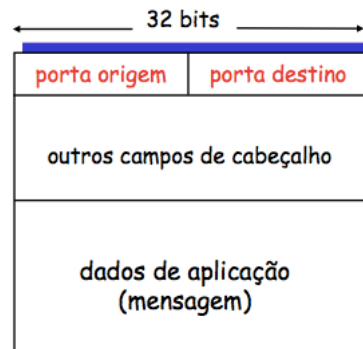 32 bits
porta origem porta destino
outros campos de cabeçalho
dados de aplicação
(mensagem)